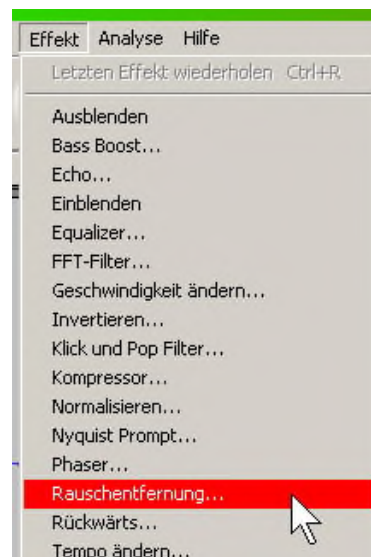 Effekt Analyse Hilfe
Letzten Effekt wiederholen Ctrl+R
Ausblenden
Bass Boost...
Echo...
Einblenden
Equalizer...
FFT-Filter...
Geschwindigkeit ändern...
Invertieren...
Klick und Pop Filter...
Kompressor...
Normalisieren...
Nyquist Prompt...
Phaser...
Rauschentfernung...
Rückwärts...
Tempo ändern...